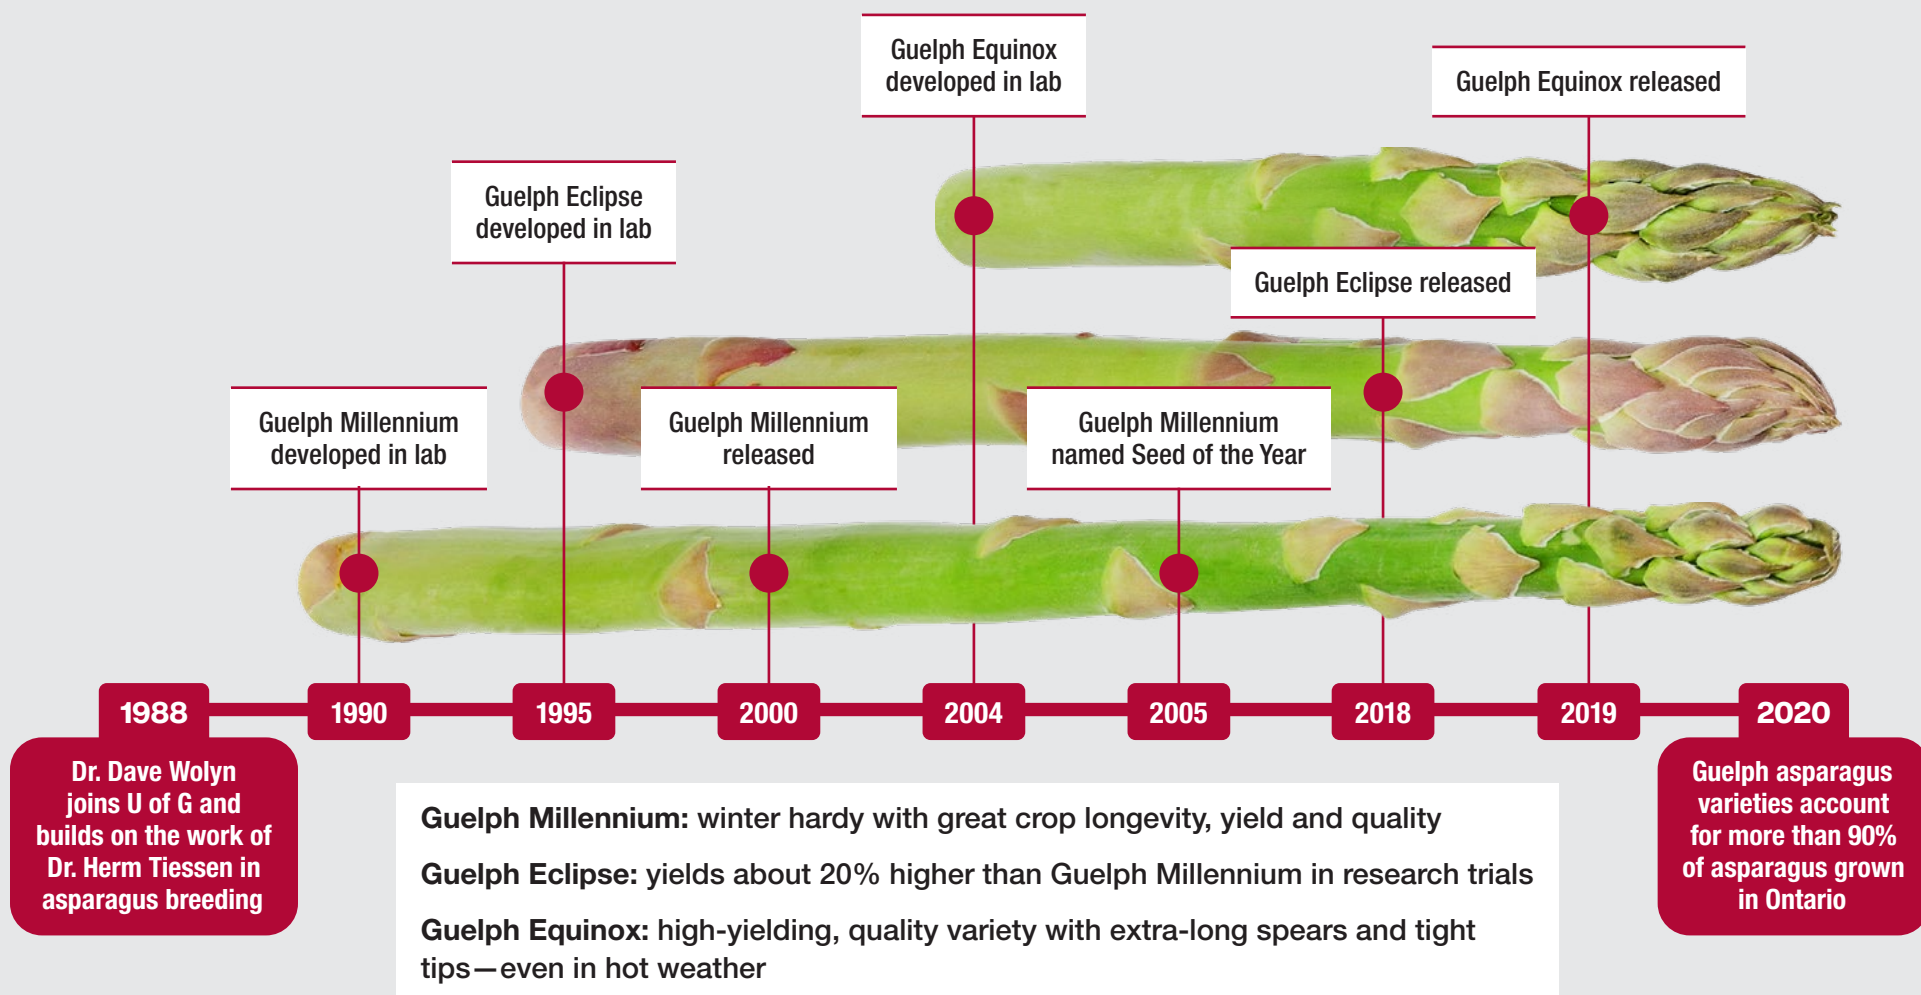 Guelph Equinox
developed in lab
Guelph Equinox released
Guelph Eclipse
developed in lab
Guelph Eclipse released
Guelph Millennium
developed in lab
Guelph Millennium
released
Guelph Millennium
named Seed of the Year
1988
1990
1995
2000
2004
2005
2018
2019
2020
Dr. Dave Wolyn
joins U of G and
builds on the work of
Dr. Herm Tiessen in
asparagus breeding
Guelph asparagus
varieties account
for more than 90%
of asparagus grown
in Ontario
Guelph Millennium: winter hardy with great crop longevity, yield and quality
Guelph Eclipse: yields about 20% higher than Guelph Millennium in research trials
Guelph Equinox: high-yielding, quality variety with extra-long spears and tight
tips—even in hot weather